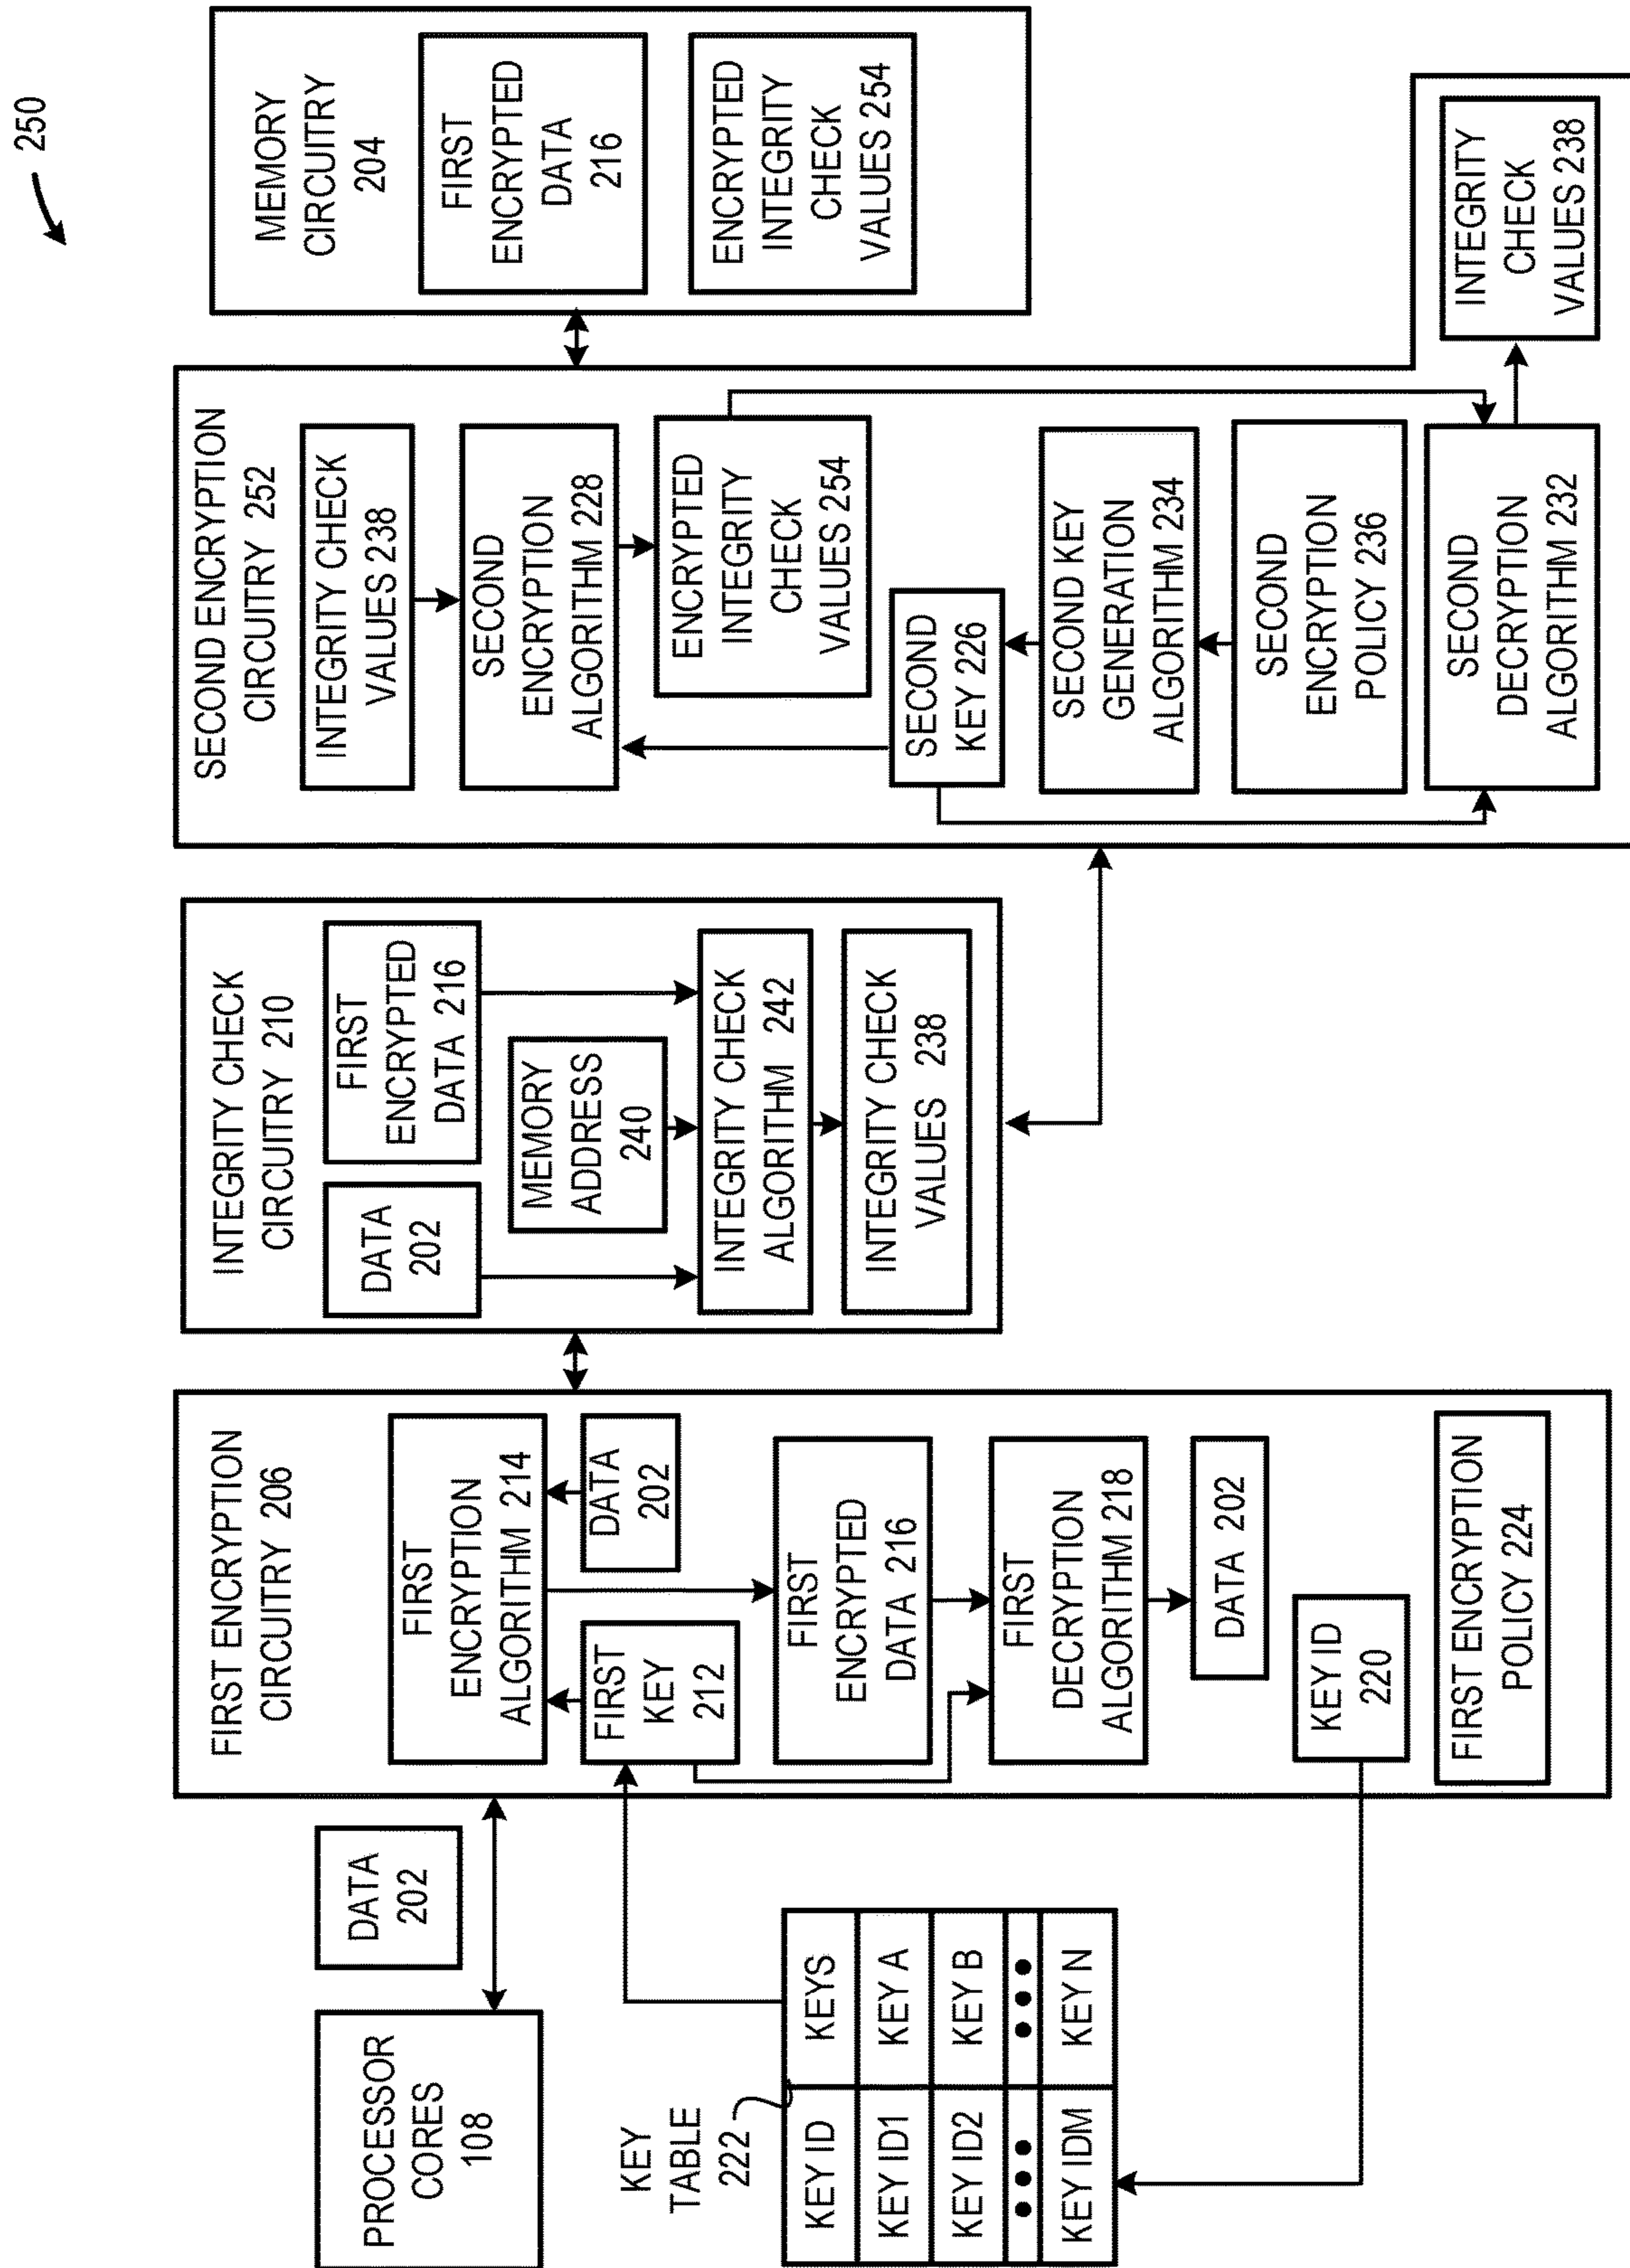 250
PROCESSOR
CORES
108
DATA
202
KEY
TABLE
222
KEY ID
KEYS
KEY ID1
KEY A
KEY ID2
KEY B
KEY IDM
KEY N
FIRST ENCRYPTION
CIRCUITRY 206
FIRST
ENCRYPTION
ALGORITHM 214
FIRST
KEY
212
DATA
202
FIRST
ENCRYPTED
DATA 216
FIRST
DECRYPTION
ALGORITHM 218
DATA 202
KEY ID
220
FIRST ENCRYPTION
POLICY 224
INTEGRITY CHECK
CIRCUITRY 210
DATA
202
FIRST
ENCRYPTED
DATA 216
MEMORY
ADDRESS
240
INTEGRITY CHECK
ALGORITHM 242
INTEGRITY CHECK
VALUES 238
SECOND ENCRYPTION
CIRCUITRY 252
INTEGRITY CHECK
VALUES 238
SECOND
ENCRYPTION
ALGORITHM 228
ENCRYPTED
INTEGRITY
CHECK
VALUES 254
SECOND
KEY 226
SECOND KEY
GENERATION
ALGORITHM 234
SECOND
ENCRYPTION
POLICY 236
SECOND
DECRYPTION
ALGORITHM 232
INTEGRITY
CHECK
VALUES 238
MEMORY
CIRCUITRY
204
FIRST
ENCRYPTED
DATA
216
ENCRYPTED
INTEGRITY
CHECK
VALUES 254